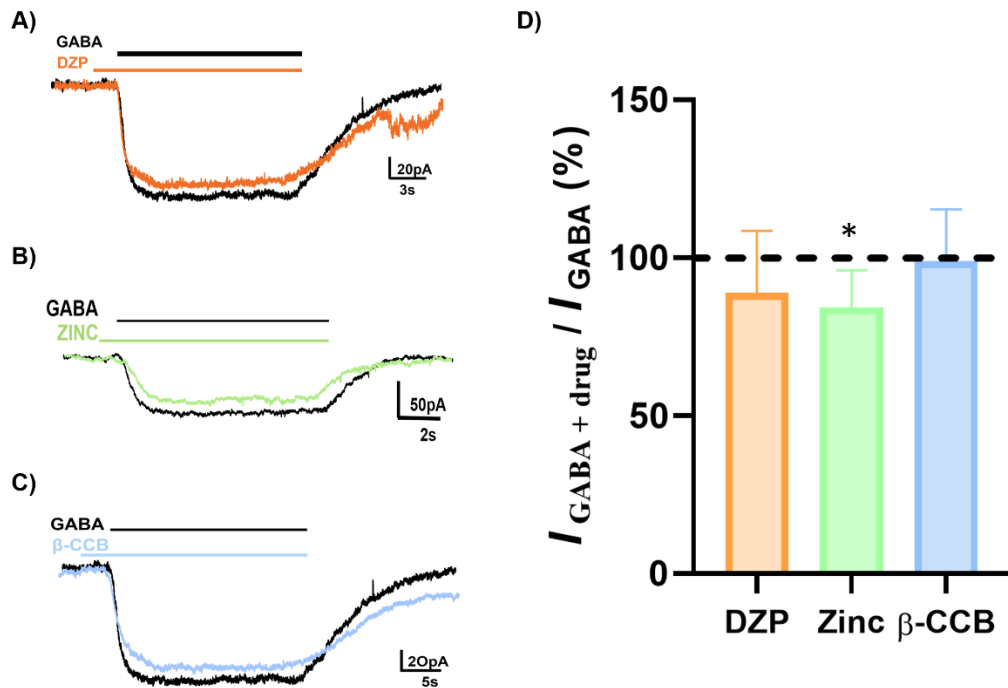 A)
GABA
DZP
20pA
3s
B)
GABA
ZINC
50pA
2s
C)
GABA
β-CCB
2OpA
5s
D)
I GABA + drug / I GABA (%)
150
100
50
0
*
DZP Zinc β-CCB